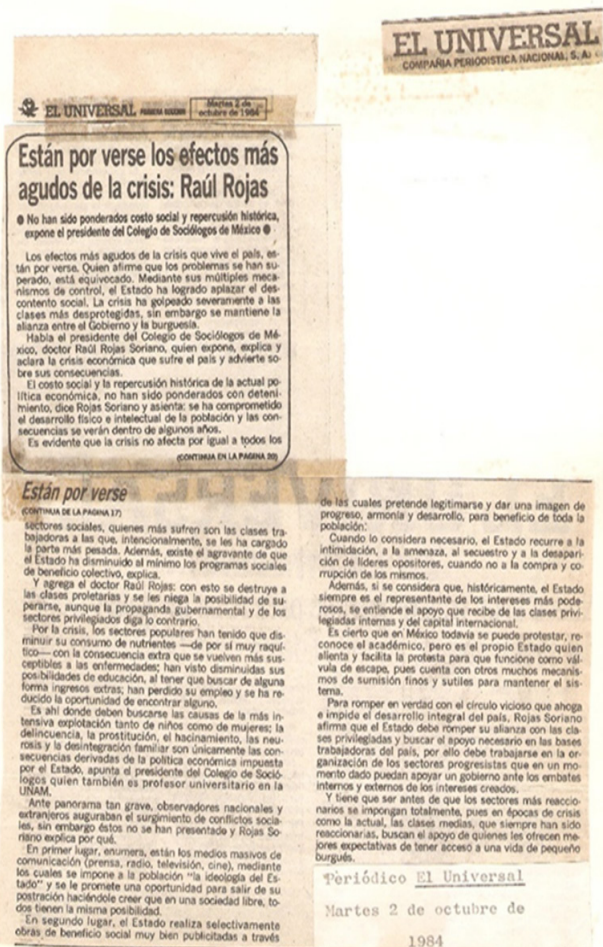 EL UNIVERSAL
COMPAÑIA PERIODISTICA NACIONAL, S. A.
EL UNIVERSAL
Martes 2 de
octubre de 1984
Están por verse los efectos más
agudos de la crisis: Raúl Rojas
● No han sido ponderados costo social y repercusión histórica,
expone el presidente del Colegio de Sociólogos de México ●
Los efectos más agudos de la crisis que vive el país, es-
tán por verse. Quien afirme que los problemas se han su-
perado, está equivocado. Mediante sus múltiples meca-
nismos de control, el Estado ha logrado aplazar el des-
contento social. La crisis ha golpeado severamente a las
clases más desprotegidas, sin embargo se mantiene la
alianza entre el Gobierno y la burguesía.
Habla el presidente del Colegio de Sociólogos de Mé-
xico, doctor Raúl Rojas Soriano, quien expone, explica y
aclara la crisis económica que sufre el país y advierte so-
bre sus consecuencias.
El costo social y la repercusión histórica de la actual po-
lítica económica, no han sido ponderados con deteni-
miento, dice Rojas Soriano y asienta: se ha comprometido
el desarrollo físico e intelectual de la población y las con-
secuencias se verán dentro de algunos años.
Es evidente que la crisis no afecta por igual a todos los
(CONTINUA EN LA PAGINA 20)
Están por verse
(CONTINUA DE LA PAGINA 17)
sectores sociales, quienes más sufren son las clases tra-
bajadoras a las que, intencionalmente, se les ha cargado
la parte más pesada. Además, existe el agravante de que
el Estado ha disminuido al mínimo los programas sociales
de beneficio colectivo, explica.
Y agrega el doctor Raúl Rojas: con esto se destruye a
las clases proletarias y se les niega la posibilidad de su-
perarse, aunque la propaganda gubernamental y de los
sectores privilegiados diga lo contrario.
Por la crisis, los sectores populares han tenido que dis-
minuir su consumo de nutrientes —de por sí muy raquí-
tico— con la consecuencia extra que se vuelven más sus-
ceptibles a las enfermedades; han visto disminuidas sus
posibilidades de educación, al tener que buscar de alguna
forma ingresos extras; han perdido su empleo y se ha re-
ducido la oportunidad de encontrar alguno.
Es ahí donde deben buscarse las causas de la más in-
tensiva explotación tanto de niños como de mujeres; la
delincuencia, la prostitución, el hacinamiento, las neu-
rosis y la desintegración familiar son únicamente las con-
secuencias derivadas de la política económica impuesta
por el Estado, apunta el presidente del Colegio de Soció-
logos quien también es profesor universitario en la
UNAM.
Ante panorama tan grave, observadores nacionales y
extranjeros auguraban el surgimiento de conflictos socia-
les, sin embargo éstos no se han presentado y Rojas So-
riano explica por qué.
En primer lugar, enumera, están los medios masivos de
comunicación (prensa, radio, televisión, cine), mediante
los cuales se impone a la población "la ideología del Es-
tado" y se le promete una oportunidad para salir de su
postración haciéndole creer que en una sociedad libre, to-
dos tienen la misma posibilidad.
En segundo lugar, el Estado realiza selectivamente
obras de beneficio social muy bien publicitadas a través
de las cuales pretende legitimarse y dar una imagen de
progreso, armonía y desarrollo, para beneficio de toda la
población:
Cuando lo considera necesario, el Estado recurre a la
intimidación, a la amenaza, al secuestro y a la desapari-
ción de líderes opositores, cuando no a la compra y co-
rrupción de los mismos.
Además, si se considera que, históricamente, el Estado
siempre es el representante de los intereses más pode-
rosos, se entiende el apoyo que recibe de las clases privi-
legiadas internas y del capital internacional.
Es cierto que en México todavía se puede protestar, re-
conoce el académico, pero es el propio Estado quien
alienta y facilita la protesta para que funcione como vál-
vula de escape, pues cuenta con otros muchos mecanis-
mos de sumisión finos y sutiles para mantener el sis-
tema.
Para romper en verdad con el círculo vicioso que ahoga
e impide el desarrollo integral del país, Rojas Soriano
afirma que el Estado debe romper su alianza con las cla-
ses privilegiadas y buscar el apoyo necesario en las bases
trabajadoras del país, por ello debe trabajarse en la or-
ganización de los sectores progresistas que en un mo-
mento dado puedan apoyar un gobierno ante los embates
internos y externos de los intereses creados.
Y tiene que ser antes de que los sectores más reaccio-
narios se impongan totalmente, pues en épocas de crisis
como la actual, las clases medias, que siempre han sido
reaccionarias, buscan el apoyo de quienes les ofrecen me-
jores expectativas de tener acceso a una vida de pequeño
burgués.
Periódico El Universal
Martes 2 de octubre de
1984